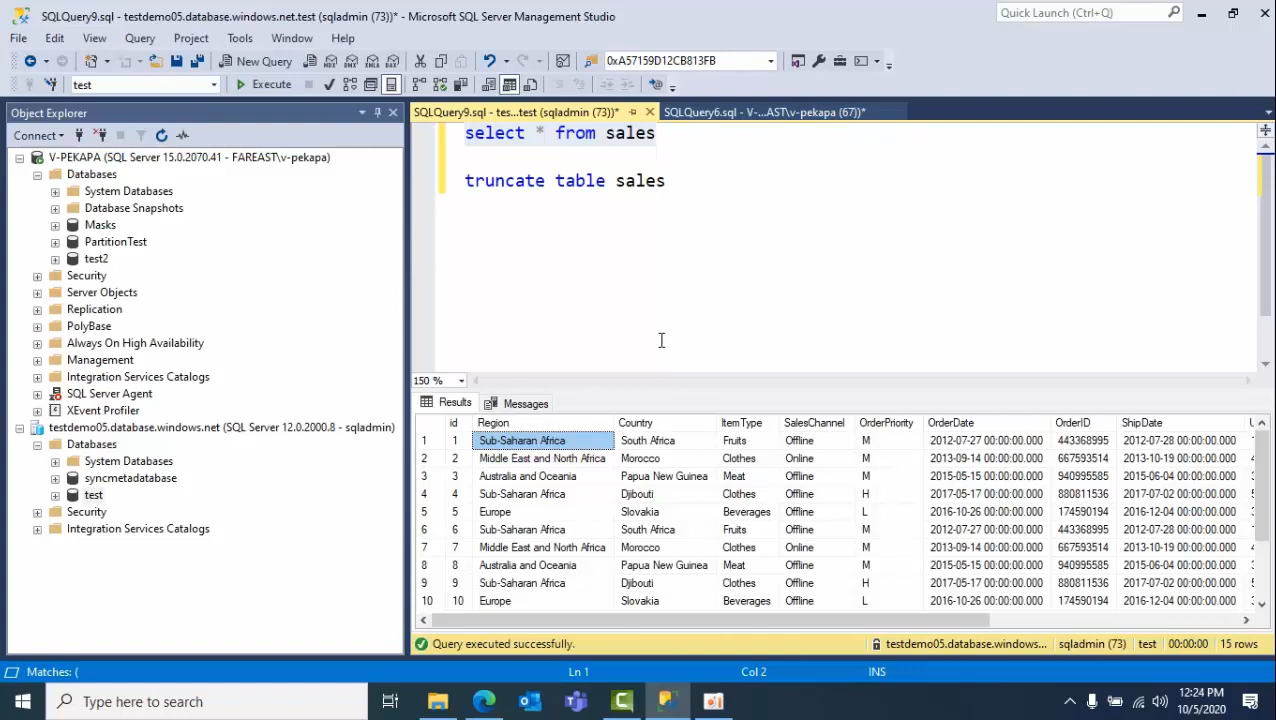 SQLQuery9.sql - testdemo05.database.windows.net.test (sqladmin (73))* - Microsoft SQL Server Management Studio
Quick Launch (Ctrl+Q)
File Edit View Query Project Tools Window Help
New Query MDX DMX XMLA DAX 0xA57159D12CB813FB
test Execute
Object Explorer
Connect
V-PEKAPA (SQL Server 15.0.2070.41 - FAREAST\v-pekapa)
Databases
System Databases
Database Snapshots
Masks
PartitionTest
test2
Security
Server Objects
Replication
PolyBase
Always On High Availability
Management
Integration Services Catalogs
SQL Server Agent
XEvent Profiler
testdemo05.database.windows.net (SQL Server 12.0.2000.8 - sqladmin)
Databases
System Databases
syncmetadatabase
test
Security
Integration Services Catalogs
SQLQuery9.sql - tes...test (sqladmin (73))* SQLQuery6.sql - V-...AST\v-pekapa (67))*
select * from sales
truncate table sales
150 %
Results Messages
id Region Country ItemType SalesChannel OrderPriority OrderDate OrderID ShipDate U
1 1 Sub-Saharan Africa South Africa Fruits Offline M 2012-07-27 00:00:00.000 443368995 2012-07-28 00:00:00.000
2 2 Middle East and North Africa Morocco Clothes Online M 2013-09-14 00:00:00.000 667593514 2013-10-19 00:00:00.000
3 3 Australia and Oceania Papua New Guinea Meat Offline M 2015-05-15 00:00:00.000 940995585 2015-06-04 00:00:00.000
4 4 Sub-Saharan Africa Djibouti Clothes Offline H 2017-05-17 00:00:00.000 880811536 2017-07-02 00:00:00.000
5 5 Europe Slovakia Beverages Offline L 2016-10-26 00:00:00.000 174590194 2016-12-04 00:00:00.000
6 6 Sub-Saharan Africa South Africa Fruits Offline M 2012-07-27 00:00:00.000 443368995 2012-07-28 00:00:00.000
7 7 Middle East and North Africa Morocco Clothes Online M 2013-09-14 00:00:00.000 667593514 2013-10-19 00:00:00.000
8 8 Australia and Oceania Papua New Guinea Meat Offline M 2015-05-15 00:00:00.000 940995585 2015-06-04 00:00:00.000
9 9 Sub-Saharan Africa Djibouti Clothes Offline H 2017-05-17 00:00:00.000 880811536 2017-07-02 00:00:00.000
10 10 Europe Slovakia Beverages Offline L 2016-10-26 00:00:00.000 174590194 2016-12-04 00:00:00.000
Query executed successfully. testdemo05.database.windows... sqladmin (73) test 00:00:00 15 rows
Matches: ( Ln 1 Col 2 INS
Type here to search
12:24 PM
10/5/2020